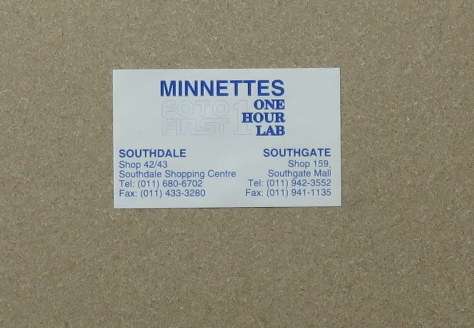 MINNETTES
FOTO 1 ONE
FIRST HOUR
LAB
SOUTHDALE
Shop 42/43
Southdale Shopping Centre
Tel: (011) 680-6702
Fax: (011) 433-3280
SOUTHGATE
Shop 159,
Southgate Mall
Tel: (011) 942-3552
Fax: (011) 941-1135